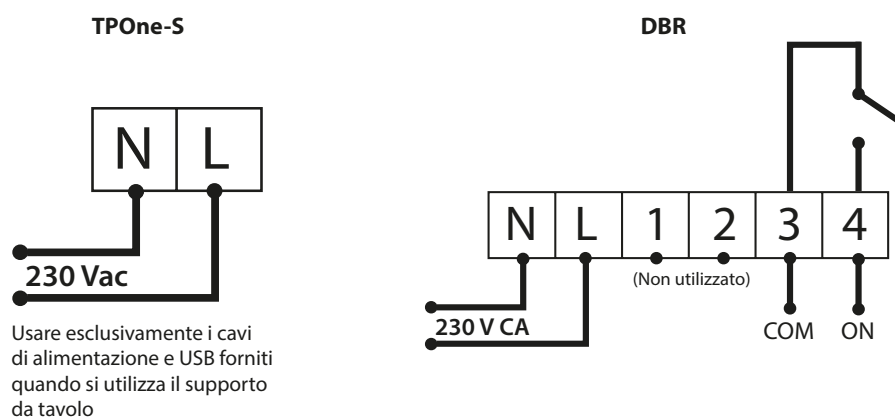 TPOne-S
N L
230 Vac
Usare esclusivamente i cavi
di alimentazione e USB forniti
quando si utilizza il supporto
da tavolo
DBR
N L 1 2 3 4
(Non utilizzato)
230 V CA
COM ON